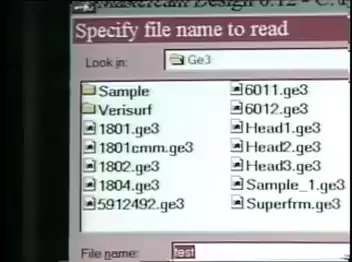 Mastercam Design 6.12 - C:\
Specify file name to read
Look in: Ge3
Sample
Verisurf
1801.ge3
1801cmm.ge3
1802.ge3
1804.ge3
5912492.ge3
6011.ge3
6012.ge3
Head1.ge3
Head2.ge3
Head3.ge3
Sample_1.ge3
Superfrm.ge3
File name: test